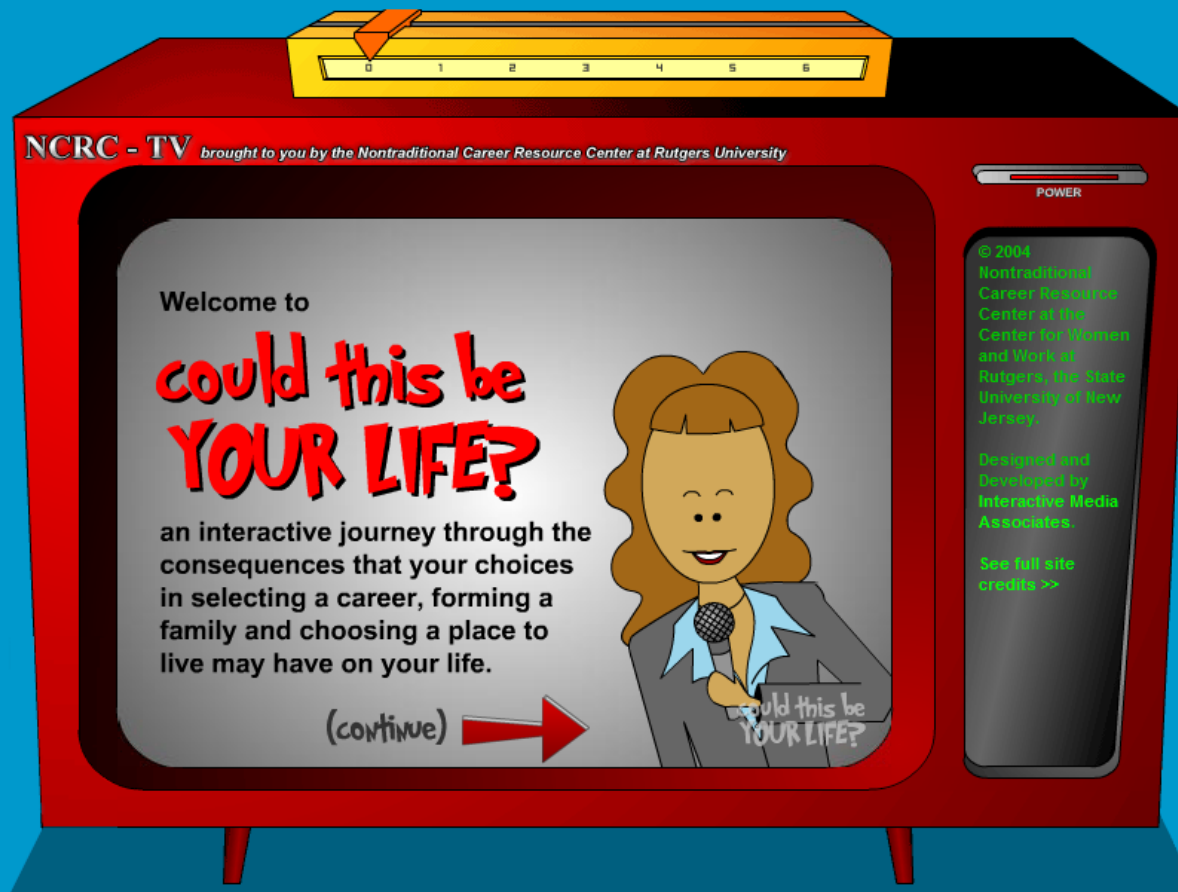 0 1 2 3 4 5 6
NCRC - TV brought to you by the Nontraditional Career Resource Center at Rutgers University
POWER
Welcome to
could this be
YOUR LIFE?
an interactive journey through the
consequences that your choices
in selecting a career, forming a
family and choosing a place to
live may have on your life.
(continue)
could this be
YOUR LIFE?
© 2004
Nontraditional
Career Resource
Center at the
Center for Women
and Work at
Rutgers, the State
University of New
Jersey.
Designed and
Developed by
Interactive Media
Associates.
See full site
credits >>